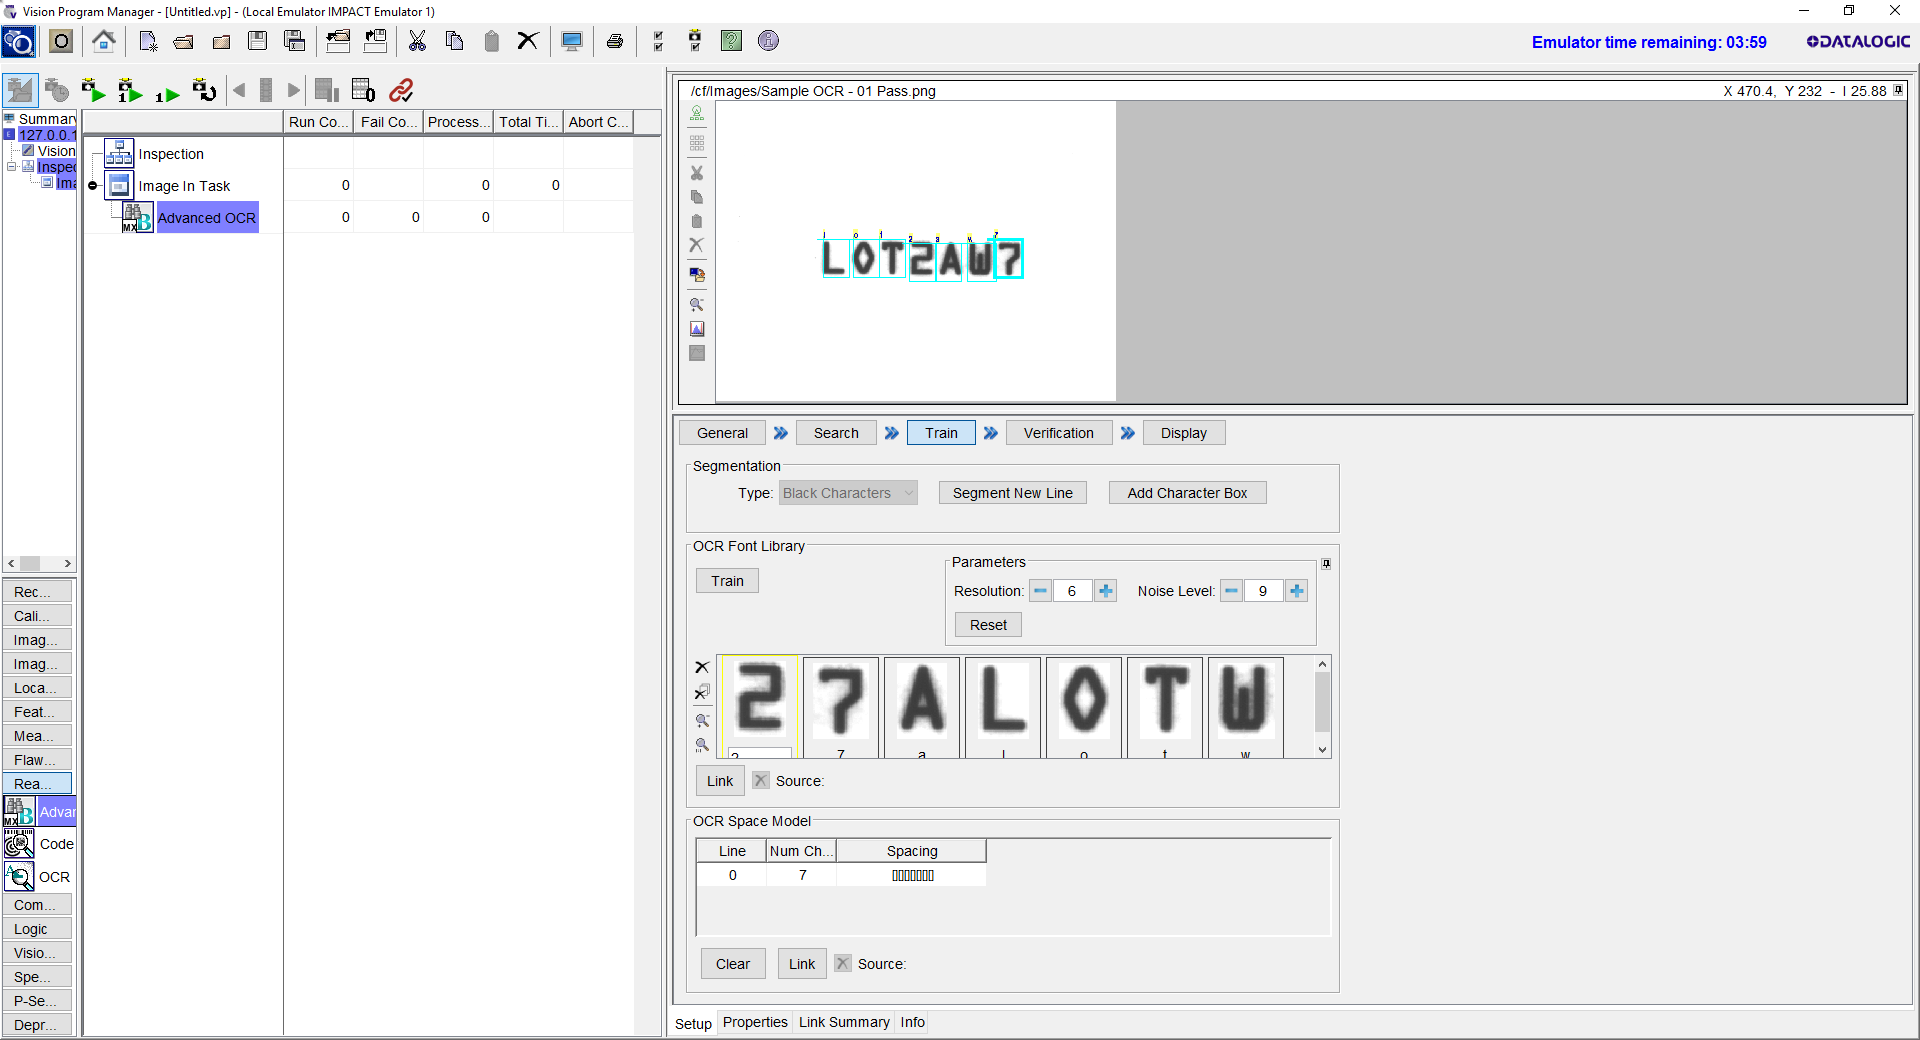 Vision Program Manager - [Untitled.vp] - (Local Emulator IMPACT Emulator 1)
Emulator time remaining: 03:59
DATALOGIC
Summary
127.0.0.1
Vision
Inspec
Ima
Run Co... Fail Co... Process... Total Ti... Abort C...
Inspection
Image In Task 0 0 0
Advanced OCR 0 0 0
/cf/Images/Sample OCR - 01 Pass.png
X 470.4, Y 232 - I 25.88
l o t 2 a w 7
LOT2AW7
General Search Train Verification Display
Segmentation
Type: Black Characters Segment New Line Add Character Box
OCR Font Library
Train
Parameters
Resolution: 6 Noise Level: 9
Reset
2 7 A L O T W
2 7 a l o t w
Link Source:
OCR Space Model
Line Num Ch... Spacing
0 7 ▯▯▯▯▯▯▯
Clear Link Source:
Setup Properties Link Summary Info
Rec...
Cali...
Imag...
Imag...
Loca...
Feat...
Mea...
Flaw...
Rea...
MX Advan
Code
OCR
Com...
Logic
Visio...
Spe...
P-Se...
Depr...